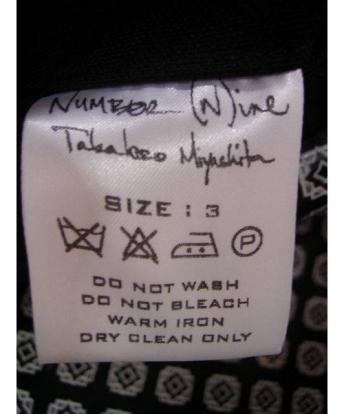 NUMBER (N)ine
Takahiro Miyashita
SIZE : 3
P
DO NOT WASH
DO NOT BLEACH
WARM IRON
DRY CLEAN ONLY